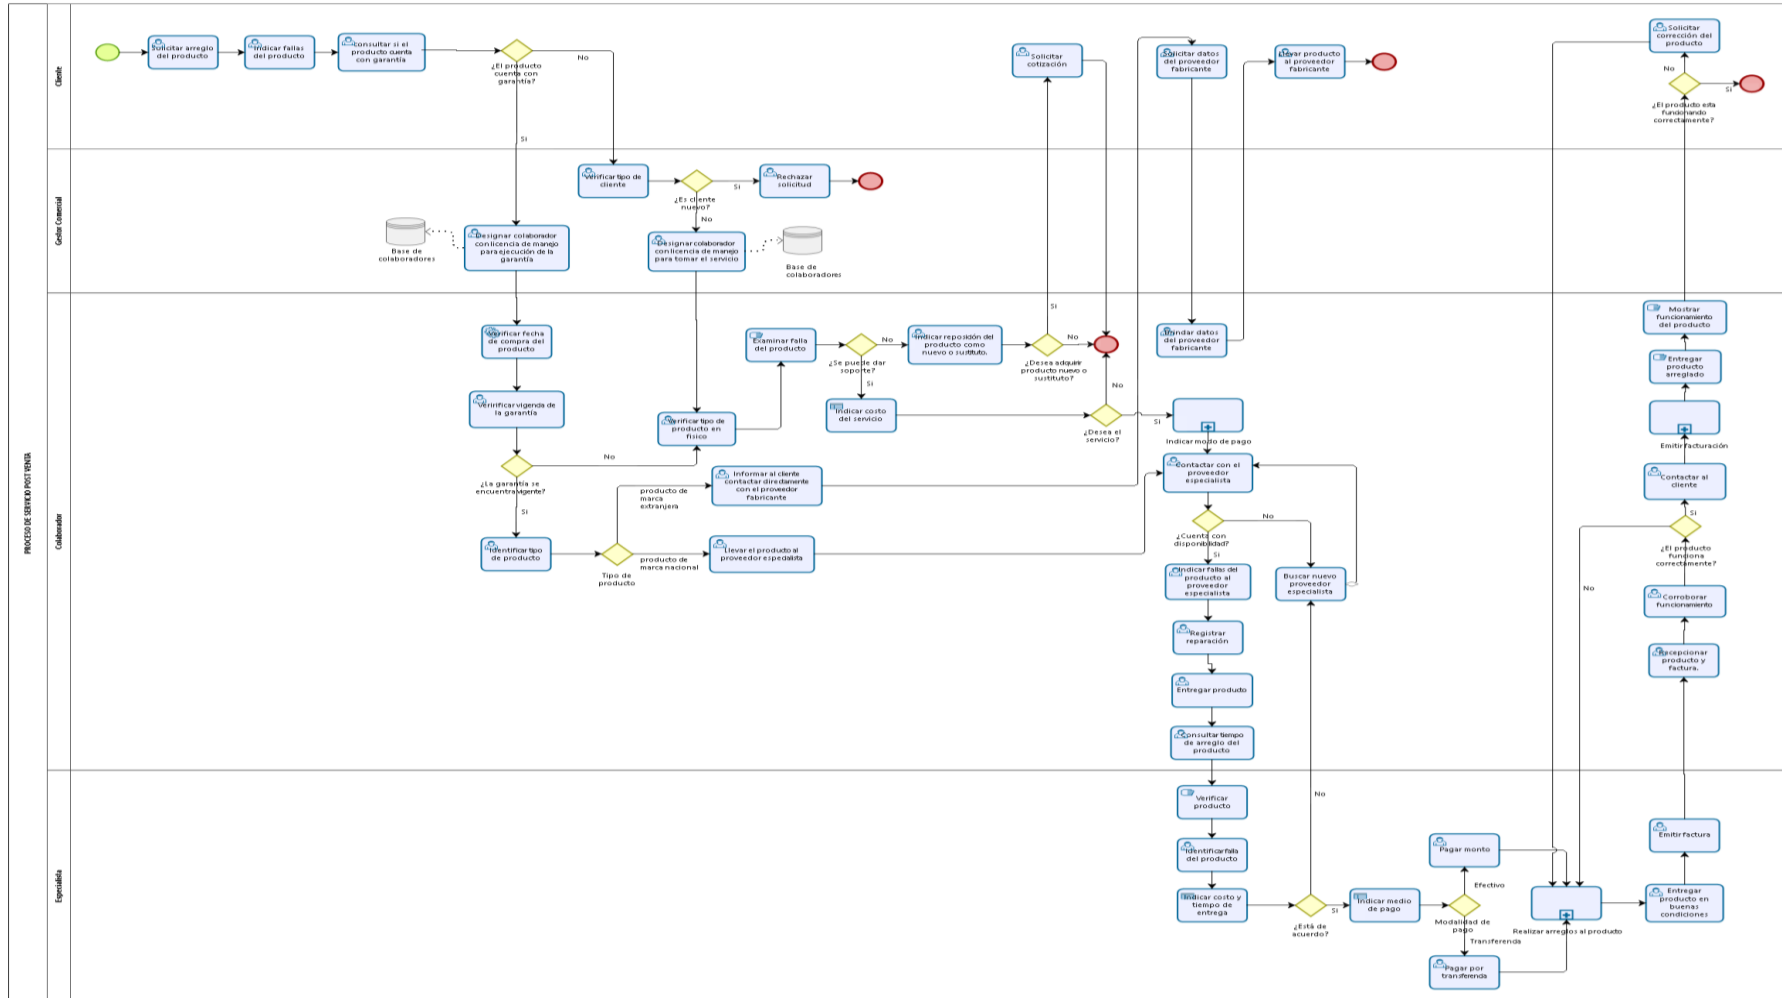 PROCESO DE SERVICIO POST VENTA
Cliente
Gestor Comercial
Colaborador
Especialista
Solicitar arreglo
del producto
Indicar fallas
del producto
Consultar si el
producto cuenta
con garantía
¿El producto
cuenta con
garantía?
No
Si
Solicitar
cotización
Solicitar datos
del proveedor
fabricante
Llevar producto
al proveedor
fabricante
Solicitar
corrección del
producto
No
Si
¿El producto esta
funcionando
correctamente?
Verificar tipo de
cliente
¿Es cliente
nuevo?
Si
No
Rechazar
solicitud
Base de
colaboradores
Designar colaborador
con licencia de manejo
para ejecución de la
garantía
Designar colaborador
con licencia de manejo
para tomar el servicio
Base de
colaboradores
Verificar fecha
de compra del
producto
Veririficar vigencia de
la garantía
¿La garantía se
encuentra vigente?
No
Si
Identificar tipo
de producto
Tipo de
producto
producto de
marca
extranjera
producto de
marca nacional
Informar al cliente
contactar directamente
con el proveedor
fabricante
Llevar el producto al
proveedor especialista
Verificar tipo de
producto en
físico
Examinar falla
del producto
¿Se puede dar
soporte?
No
Si
Indicar reposición del
producto como
nuevo o sustituto.
Indicar costo
del servicio
Si
No
¿Desea adquirir
producto nuevo o
sustituto?
No
¿Desea el
servicio?
Si
Brindar datos
del proveedor
fabricante
Indicar modo de pago
Contactar con el
proveedor
especialista
¿Cuenta con
disponibilidad?
No
Si
Indicar fallas del
producto al
proveedor
especialista
Buscar nuevo
proveedor
especialista
Registrar
reparación
Entregar producto
Consultar tiempo
de arreglo del
producto
Mostrar
funcionamiento
del producto
Entregar
producto
arreglado
Emitir facturación
Contactar al
cliente
Si
¿El producto
funciona
correctamente?
No
Corroborar
funcionamiento
Recepcionar
producto y
factura.
Verificar
producto
Identificar falla
del producto
Indicar costo y
tiempo de
entrega
No
¿Está de
acuerdo?
Si
Indicar medio
de pago
Modalidad de
pago
Efectivo
Transferencia
Pagar monto
Pagar por
transferencia
Realizar arreglos al producto
Entregar
producto en
buenas
condiciones
Emitir factura